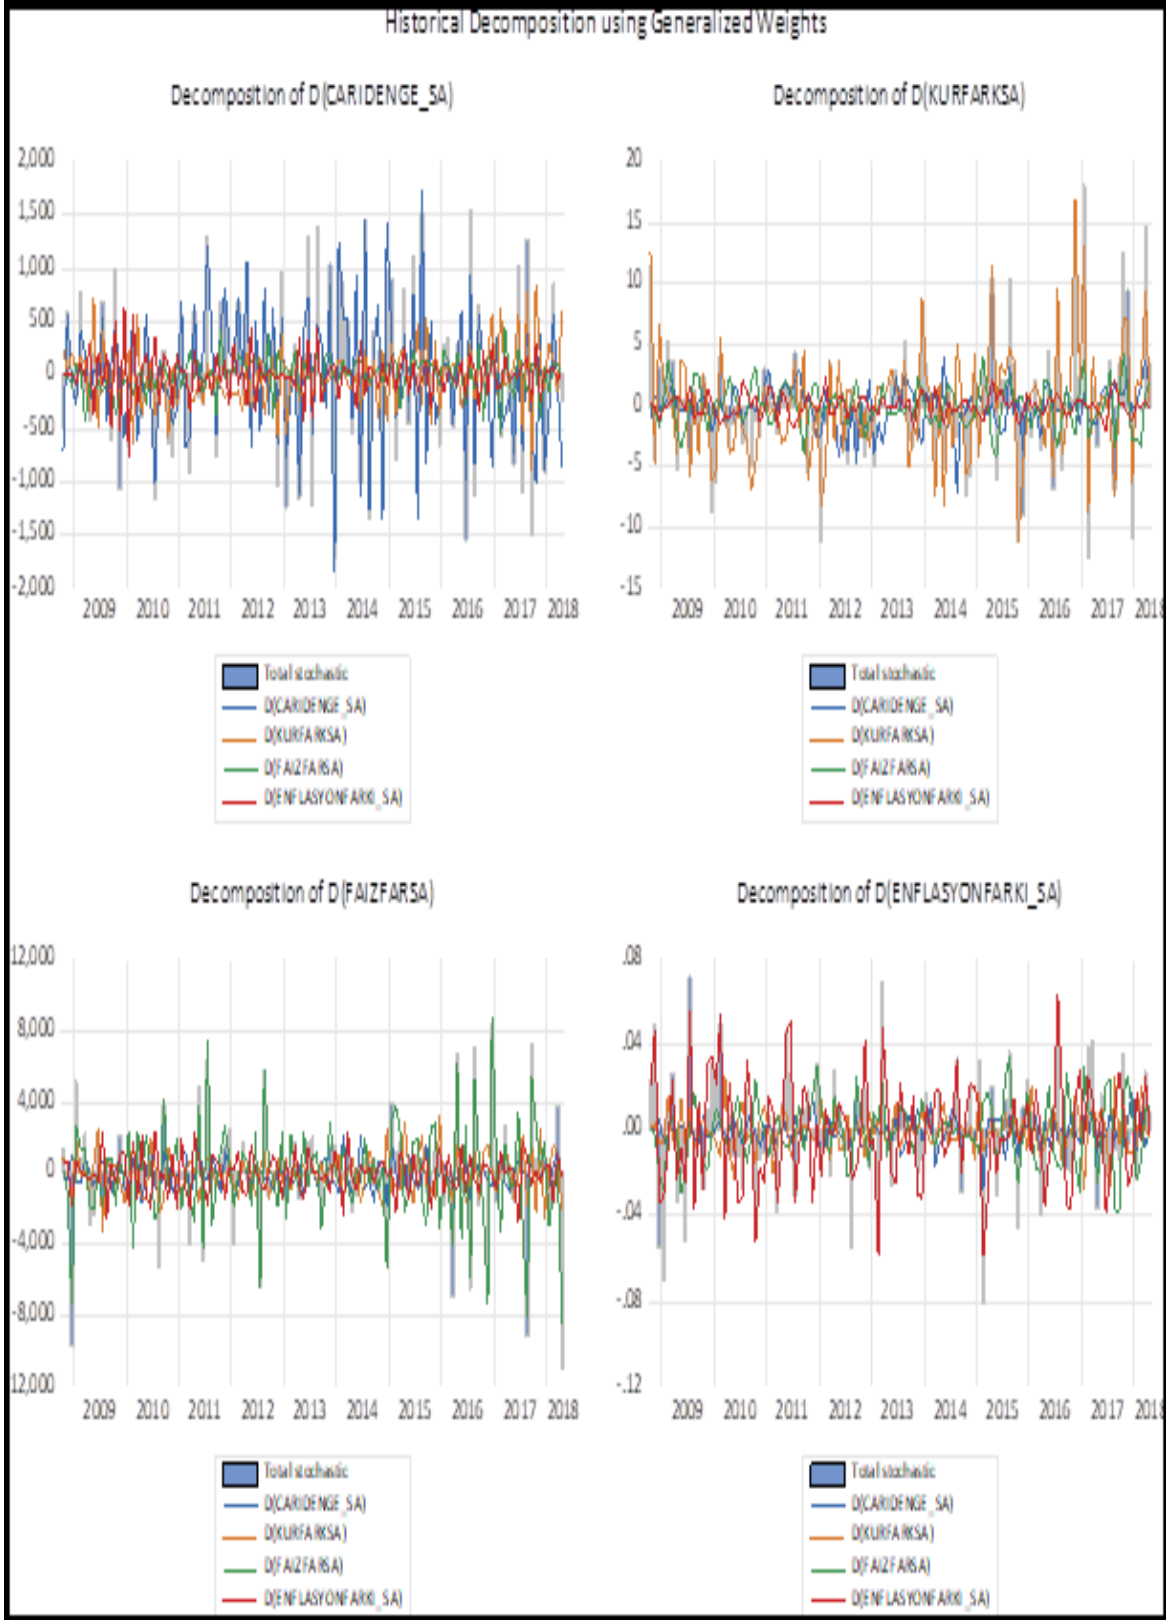 Historical Decomposition using Generalized Weights
Decomposition of D(CARIDENGE_SA)
2,000
1,500
1,000
500
0
-500
-1,000
-1,500
-2,000
2009 2010 2011 2012 2013 2014 2015 2016 2017 2018
Total stochastic
D(CARIDENGE_SA)
D(KURFARKSA)
D(FAIZFARSA)
D(ENFLASYONFARKI_SA)
Decomposition of D(KURFARKSA)
20
15
10
5
0
-5
-10
-15
2009 2010 2011 2012 2013 2014 2015 2016 2017 2018
Total stochastic
D(CARIDENGE_SA)
D(KURFARKSA)
D(FAIZFARSA)
D(ENFLASYONFARKI_SA)
Decomposition of D(FAIZFARSA)
12,000
8,000
4,000
0
-4,000
-8,000
12,000
2009 2010 2011 2012 2013 2014 2015 2016 2017 2018
Total stochastic
D(CARIDENGE_SA)
D(KURFARKSA)
D(FAIZFARSA)
D(ENFLASYONFARKI_SA)
Decomposition of D(ENFLASYONFARKI_SA)
.08
.04
.00
-.04
-.08
-.12
2009 2010 2011 2012 2013 2014 2015 2016 2017 2018
Total stochastic
D(CARIDENGE_SA)
D(KURFARKSA)
D(FAIZFARSA)
D(ENFLASYONFARKI_SA)